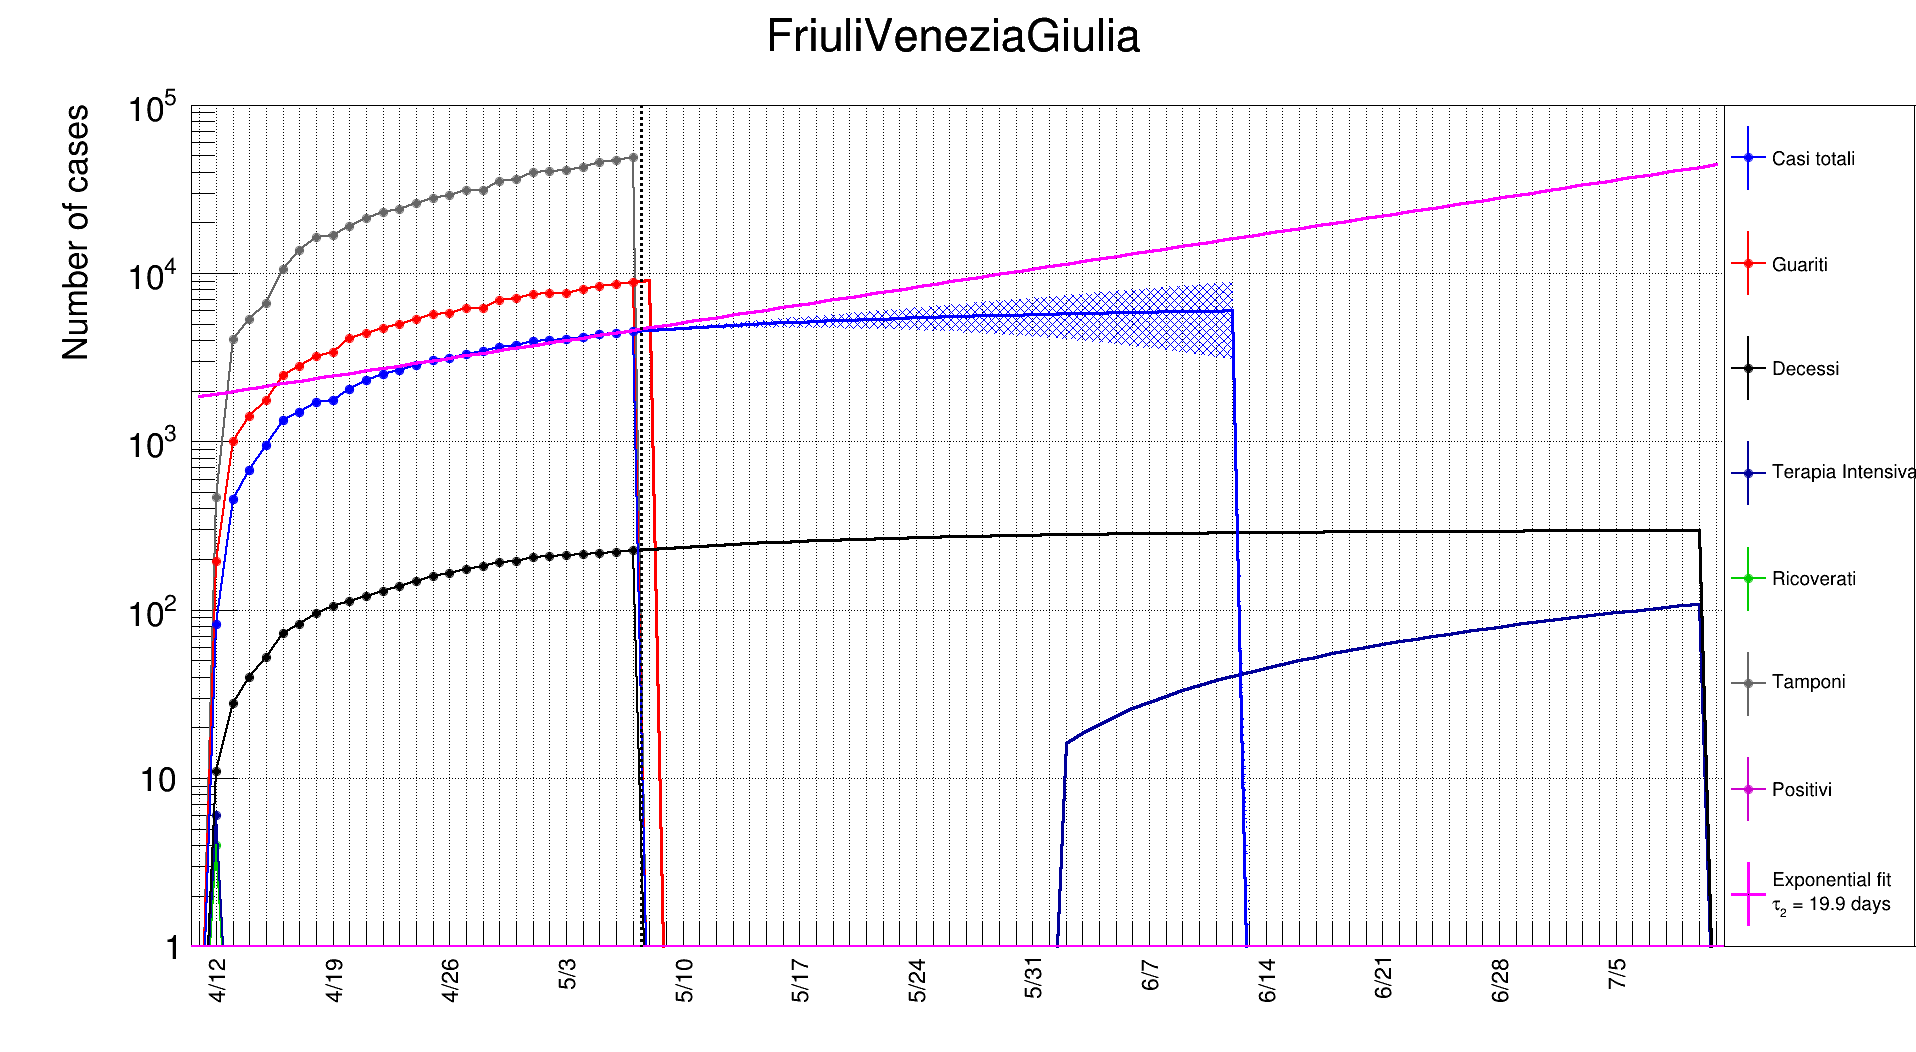 FriuliVeneziaGiulia
Number of cases
10^5
10^4
10^3
10^2
10
1
4/12
4/19
4/26
5/3
5/10
5/17
5/24
5/31
6/7
6/14
6/21
6/28
7/5
Casi totali
Guariti
Decessi
Terapia Intensiva
Ricoverati
Tamponi
Positivi
Exponential fit
τ₂ = 19.9 days